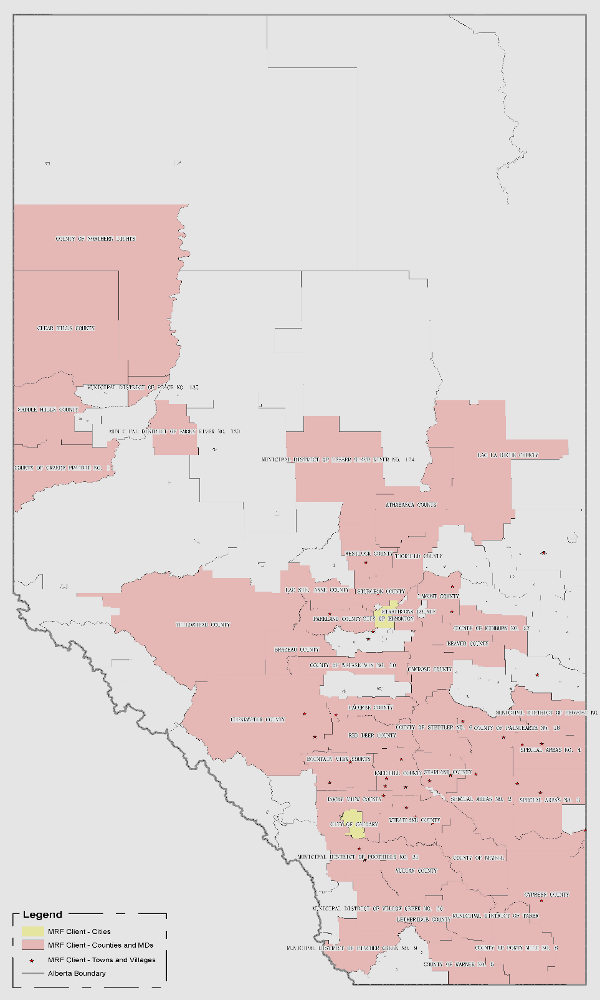 COUNTY OF NORTHERN LIGHTS
CLEAR HILLS COUNTY
MUNICIPAL DISTRICT OF PEACE NO. 135
SADDLE HILLS COUNTY
MUNICIPAL DISTRICT OF SMOKY RIVER NO. 130
LAC LA BICHE COUNTY
MUNICIPAL DISTRICT OF LESSER SLAVE RIVER NO. 124
COUNTY OF GRANDE PRAIRIE NO. 1
ATHABASCA COUNTY
WESTLOCK COUNTY
THORHILD COUNTY
LAC STE. ANNE COUNTY
STURGEON COUNTY
LAMONT COUNTY
STRATHCONA COUNTY
PARKLAND COUNTY
CITY OF EDMONTON
YELLOWHEAD COUNTY
COUNTY OF MINBURN NO. 27
BEAVER COUNTY
BRAZEAU COUNTY
COUNTY OF WETASKIWIN NO. 10
CAMROSE COUNTY
LACOMBE COUNTY
MUNICIPAL DISTRICT OF PROVOST NO.
CLEARWATER COUNTY
COUNTY OF STETTLER NO. 6
COUNTY OF PAINTEARTH NO. 18
RED DEER COUNTY
SPECIAL AREAS NO. 4
MOUNTAIN VIEW COUNTY
KNEEHILL COUNTY
STARLAND COUNTY
ROCKY VIEW COUNTY
SPECIAL AREAS NO. 2
SPECIAL AREAS NO. 3
WHEATLAND COUNTY
CITY OF CALGARY
MUNICIPAL DISTRICT OF FOOTHILLS NO. 31
COUNTY OF NEWELL
VULCAN COUNTY
CYPRESS COUNTY
MUNICIPAL DISTRICT OF WILLOW CREEK NO. 26
MUNICIPAL DISTRICT OF TABER
LETHBRIDGE COUNTY
MUNICIPAL DISTRICT OF PINCHER CREEK NO. 9
COUNTY OF FORTY MILE NO. 8
COUNTY OF WARNER NO. 5
Legend
MRF Client - Cities
MRF Client - Counties and MDs
MRF Client - Towns and Villages
Alberta Boundary